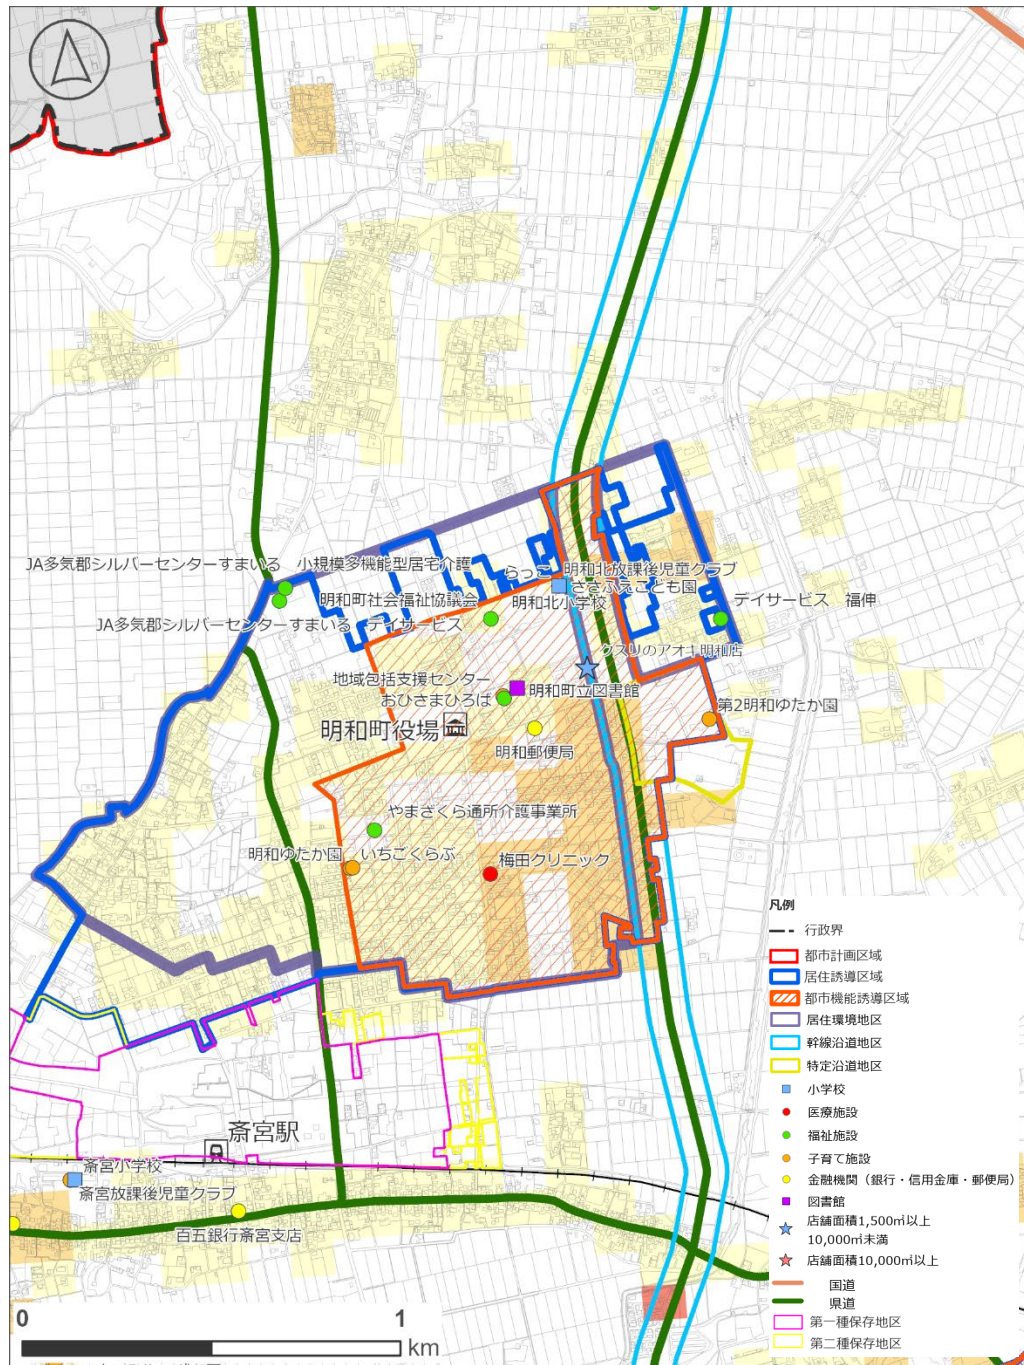 JA多気郡シルバーセンターすまいる　小規模多機能型居宅介護
らっこ
明和北放課後児童クラブ
ささふえこども園
明和町社会福祉協議会
明和北小学校
デイサービス　福伸
JA多気郡シルバーセンターすまいる　デイサービス
クスリのアオキ明和店
地域包括支援センター
おひさまひろば
明和町立図書館
第2明和ゆたか園
明和町役場
明和郵便局
やまざくら通所介護事業所
明和ゆたか園
いちごくらぶ
梅田クリニック
斎宮駅
斎宮小学校
斎宮放課後児童クラブ
百五銀行斎宮支店
0
1
km
凡例
行政界
都市計画区域
居住誘導区域
都市機能誘導区域
居住環境地区
幹線沿道地区
特定沿道地区
小学校
医療施設
福祉施設
子育て施設
金融機関（銀行・信用金庫・郵便局）
図書館
店舗面積1,500㎡以上
10,000㎡未満
店舗面積10,000㎡以上
国道
県道
第一種保存地区
第二種保存地区